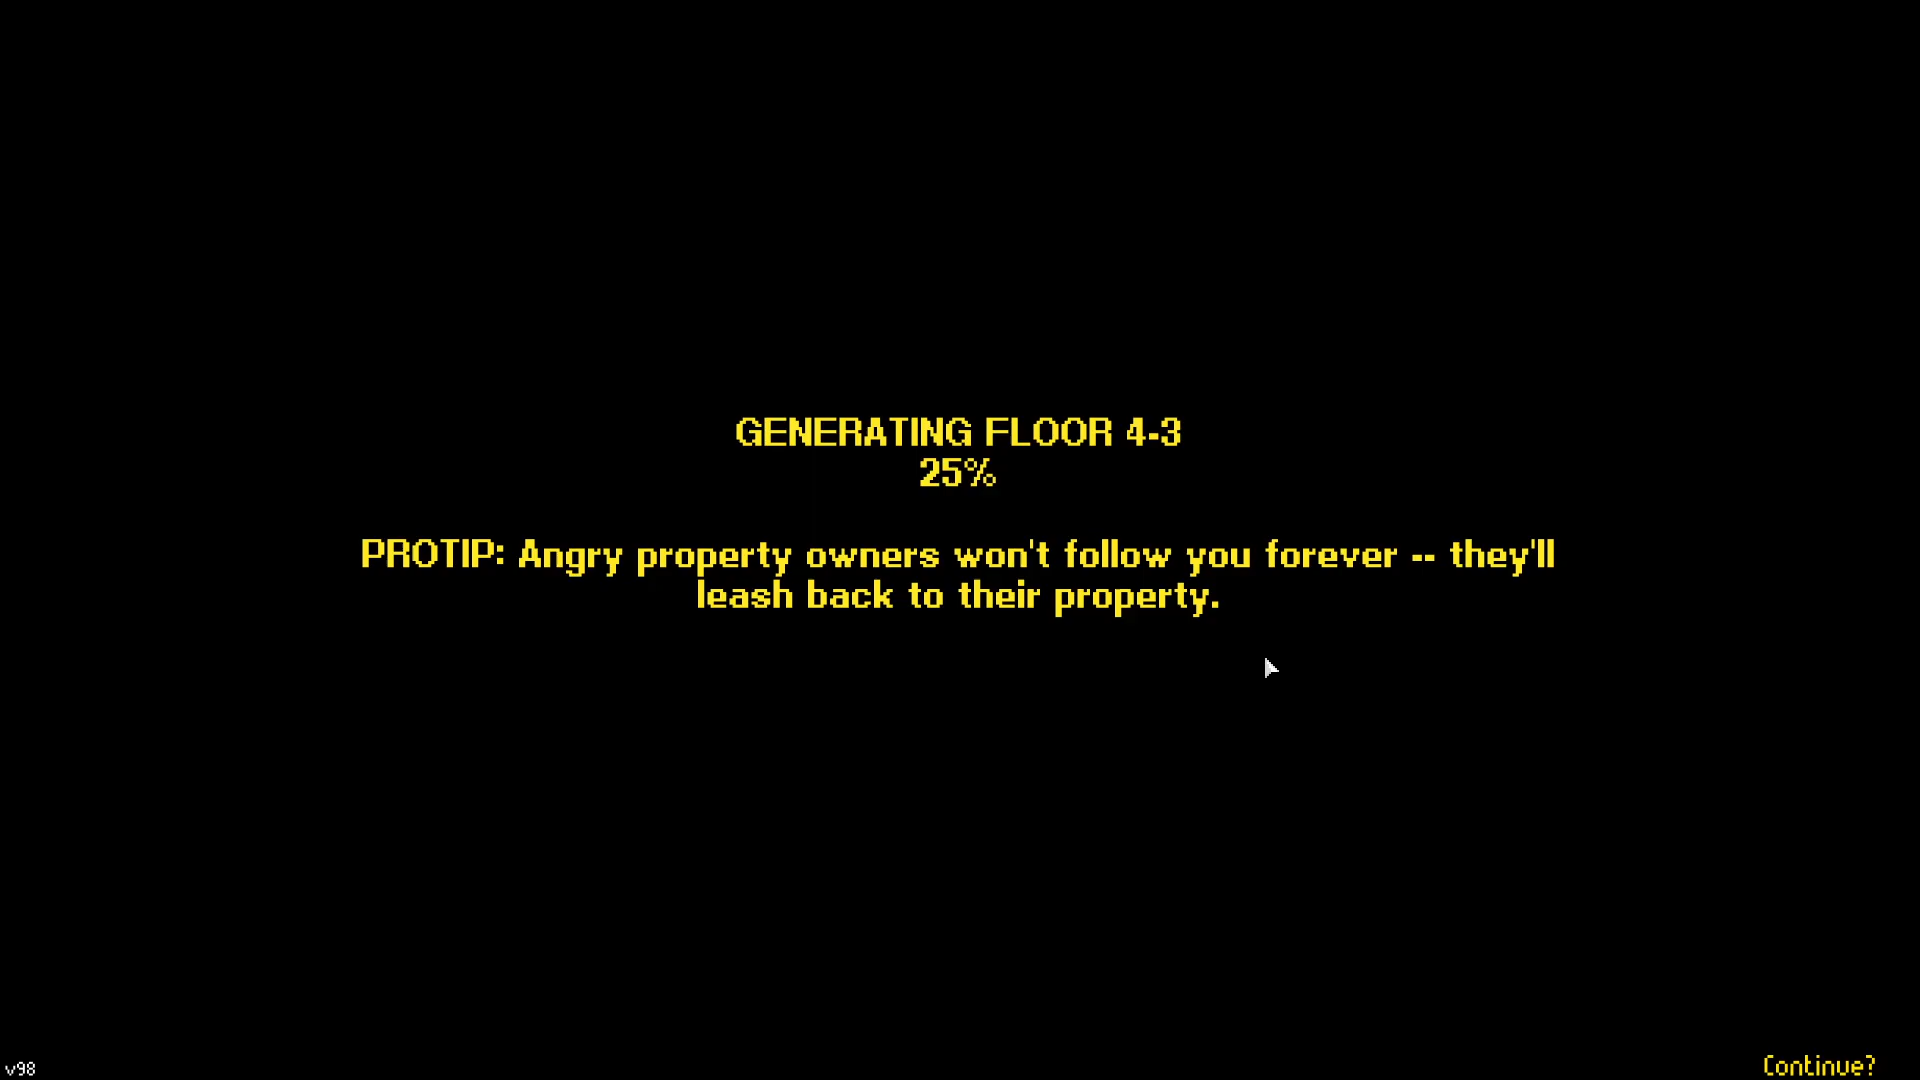 GENERATING FLOOR 4-3
25%
PROTIP: Angry property owners won't follow you forever -- they'll
leash back to their property.
v98
Continue?